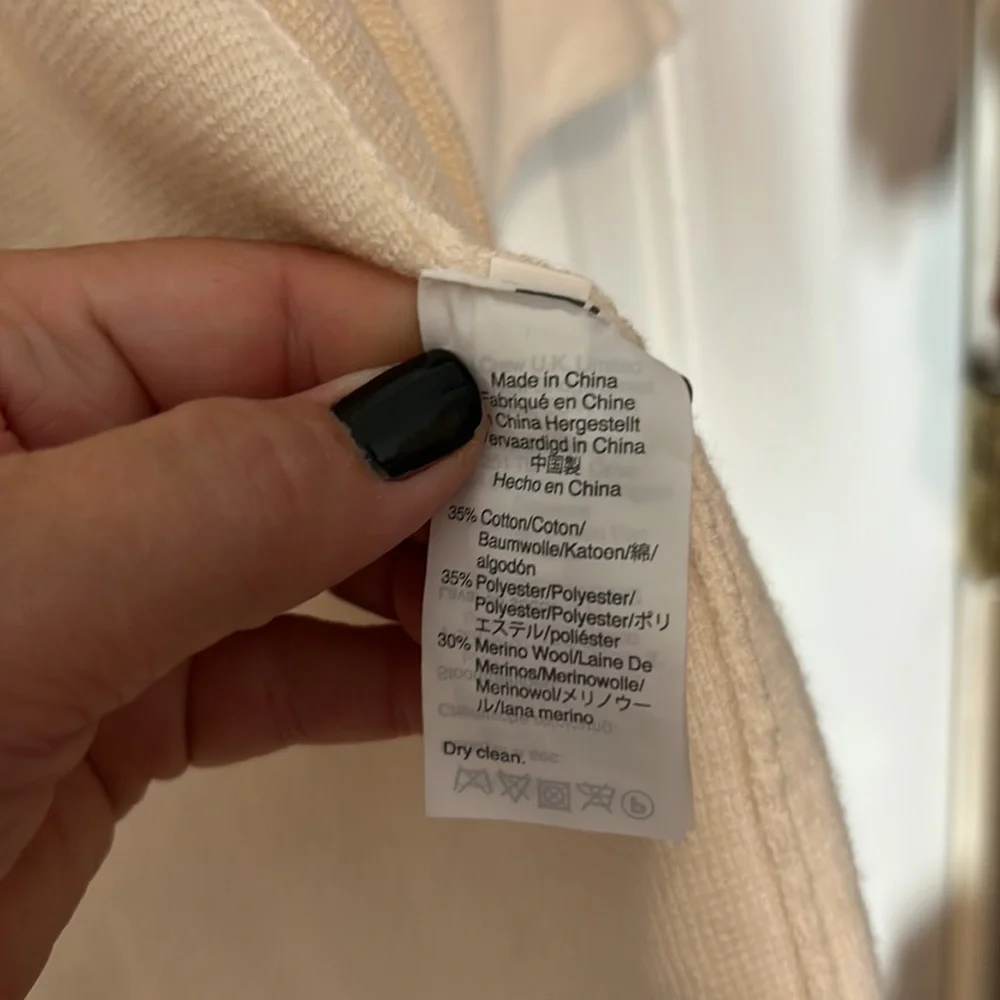 Made in China
Fabriqué en Chine
China Hergestellt
in China
中国製
Hecho en China
35% Cotton/Coton/
Baumwolle/Katoen/綿/
algodón
35% Polyester/Polyester/
Polyester/Polyester/ポリ
エステル/poliéster
30% Merino Wool/Laine De
Merinos/Merinowolle/
Merinowol/メリノウー
ル/lana merino
Dry clean.
P